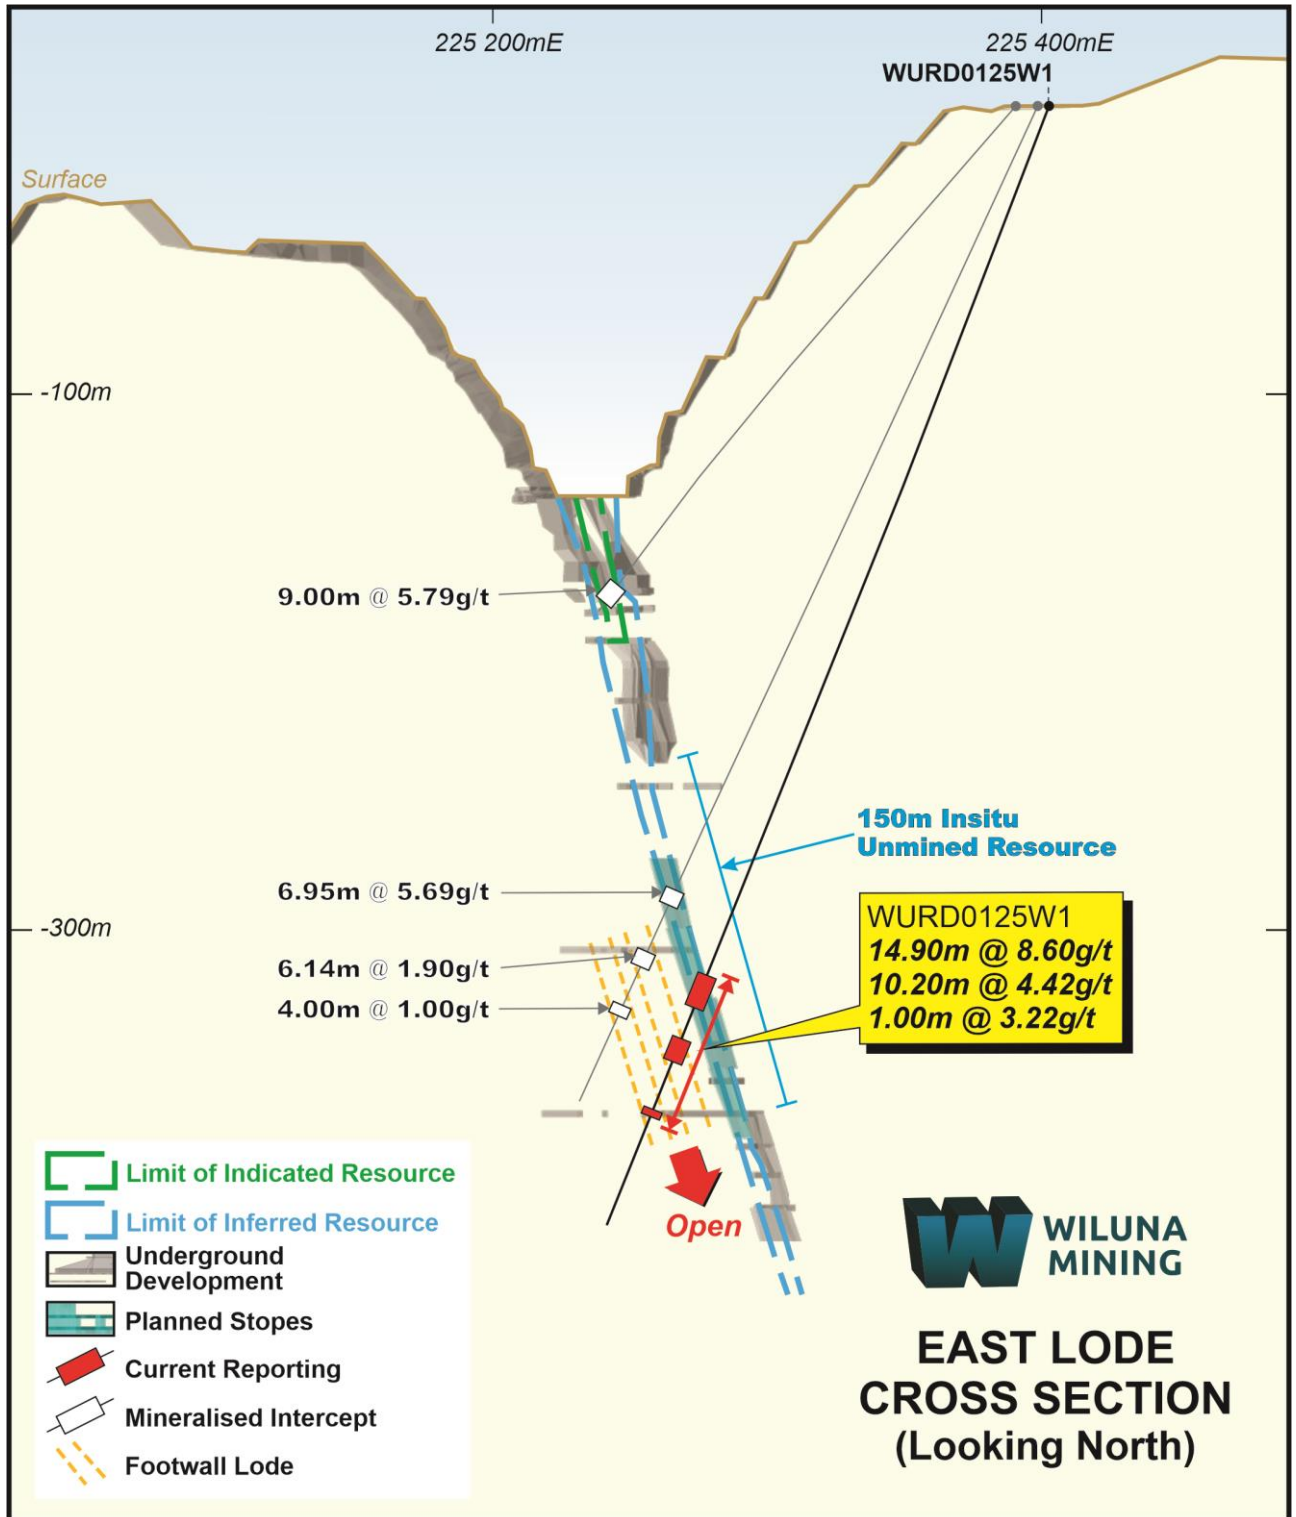 225 200mE
225 400mE
WURD0125W1
Surface
-100m
9.00m @ 5.79g/t
150m Insitu
Unmined Resource
6.95m @ 5.69g/t
-300m
WURD0125W1
14.90m @ 8.60g/t
10.20m @ 4.42g/t
1.00m @ 3.22g/t
6.14m @ 1.90g/t
4.00m @ 1.00g/t
Open
Limit of Indicated Resource
Limit of Inferred Resource
Underground
Development
Planned Stopes
Current Reporting
Mineralised Intercept
Footwall Lode
WILUNA
MINING
EAST LODE
CROSS SECTION
(Looking North)